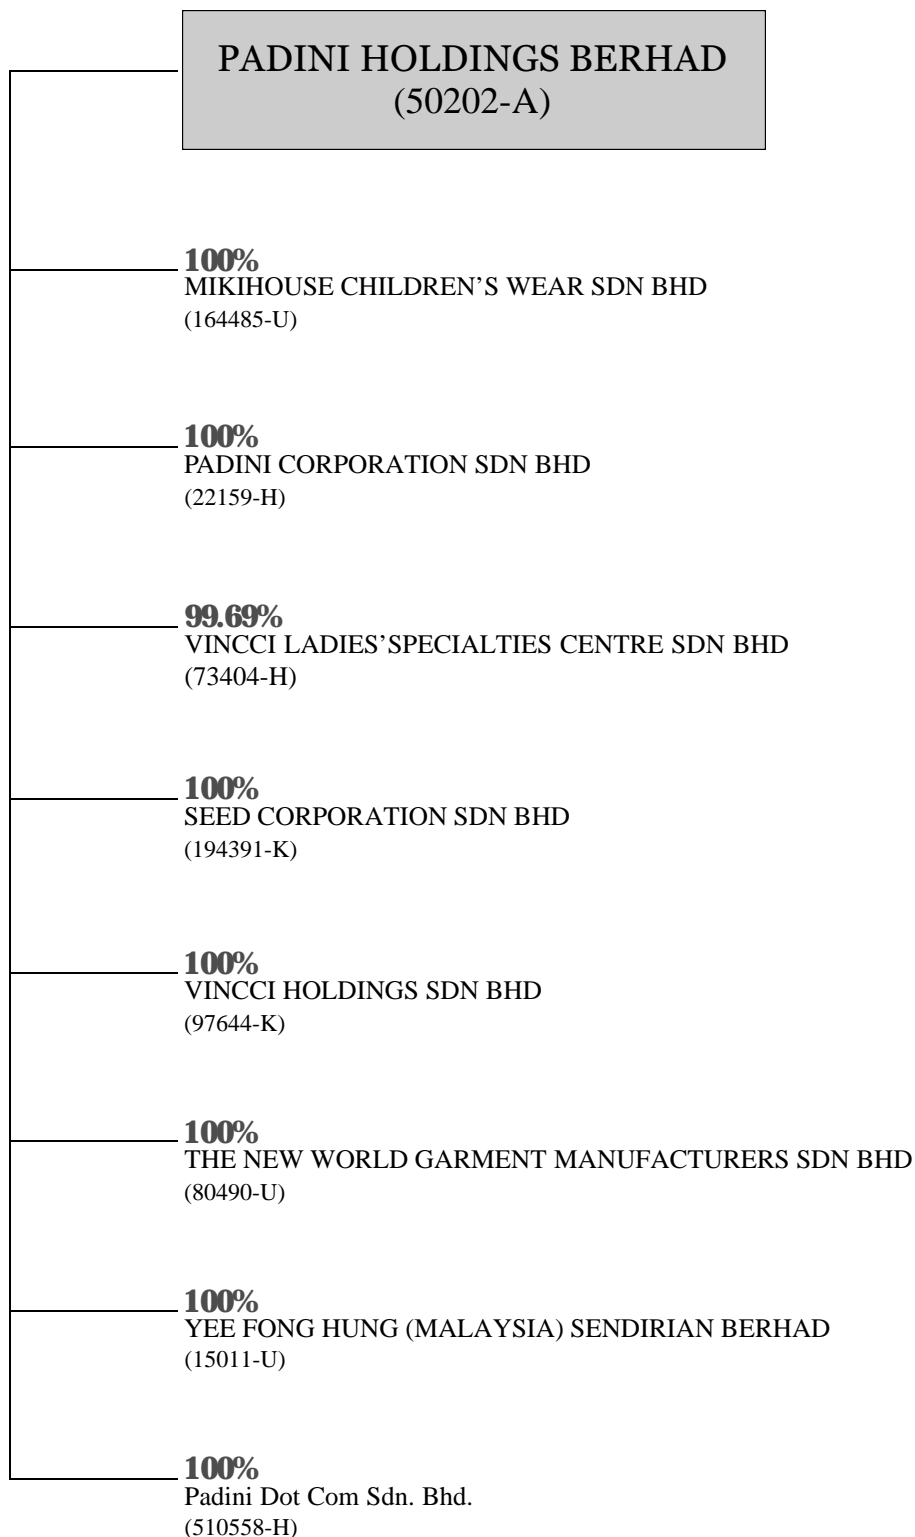 PADINI HOLDINGS BERHAD
(50202-A)
100%
MIKIHOUSE CHILDREN’S WEAR SDN BHD
(164485-U)
100%
PADINI CORPORATION SDN BHD
(22159-H)
99.69%
VINCCI LADIES’SPECIALTIES CENTRE SDN BHD
(73404-H)
100%
SEED CORPORATION SDN BHD
(194391-K)
100%
VINCCI HOLDINGS SDN BHD
(97644-K)
100%
THE NEW WORLD GARMENT MANUFACTURERS SDN BHD
(80490-U)
100%
YEE FONG HUNG (MALAYSIA) SENDIRIAN BERHAD
(15011-U)
100%
Padini Dot Com Sdn. Bhd.
(510558-H)